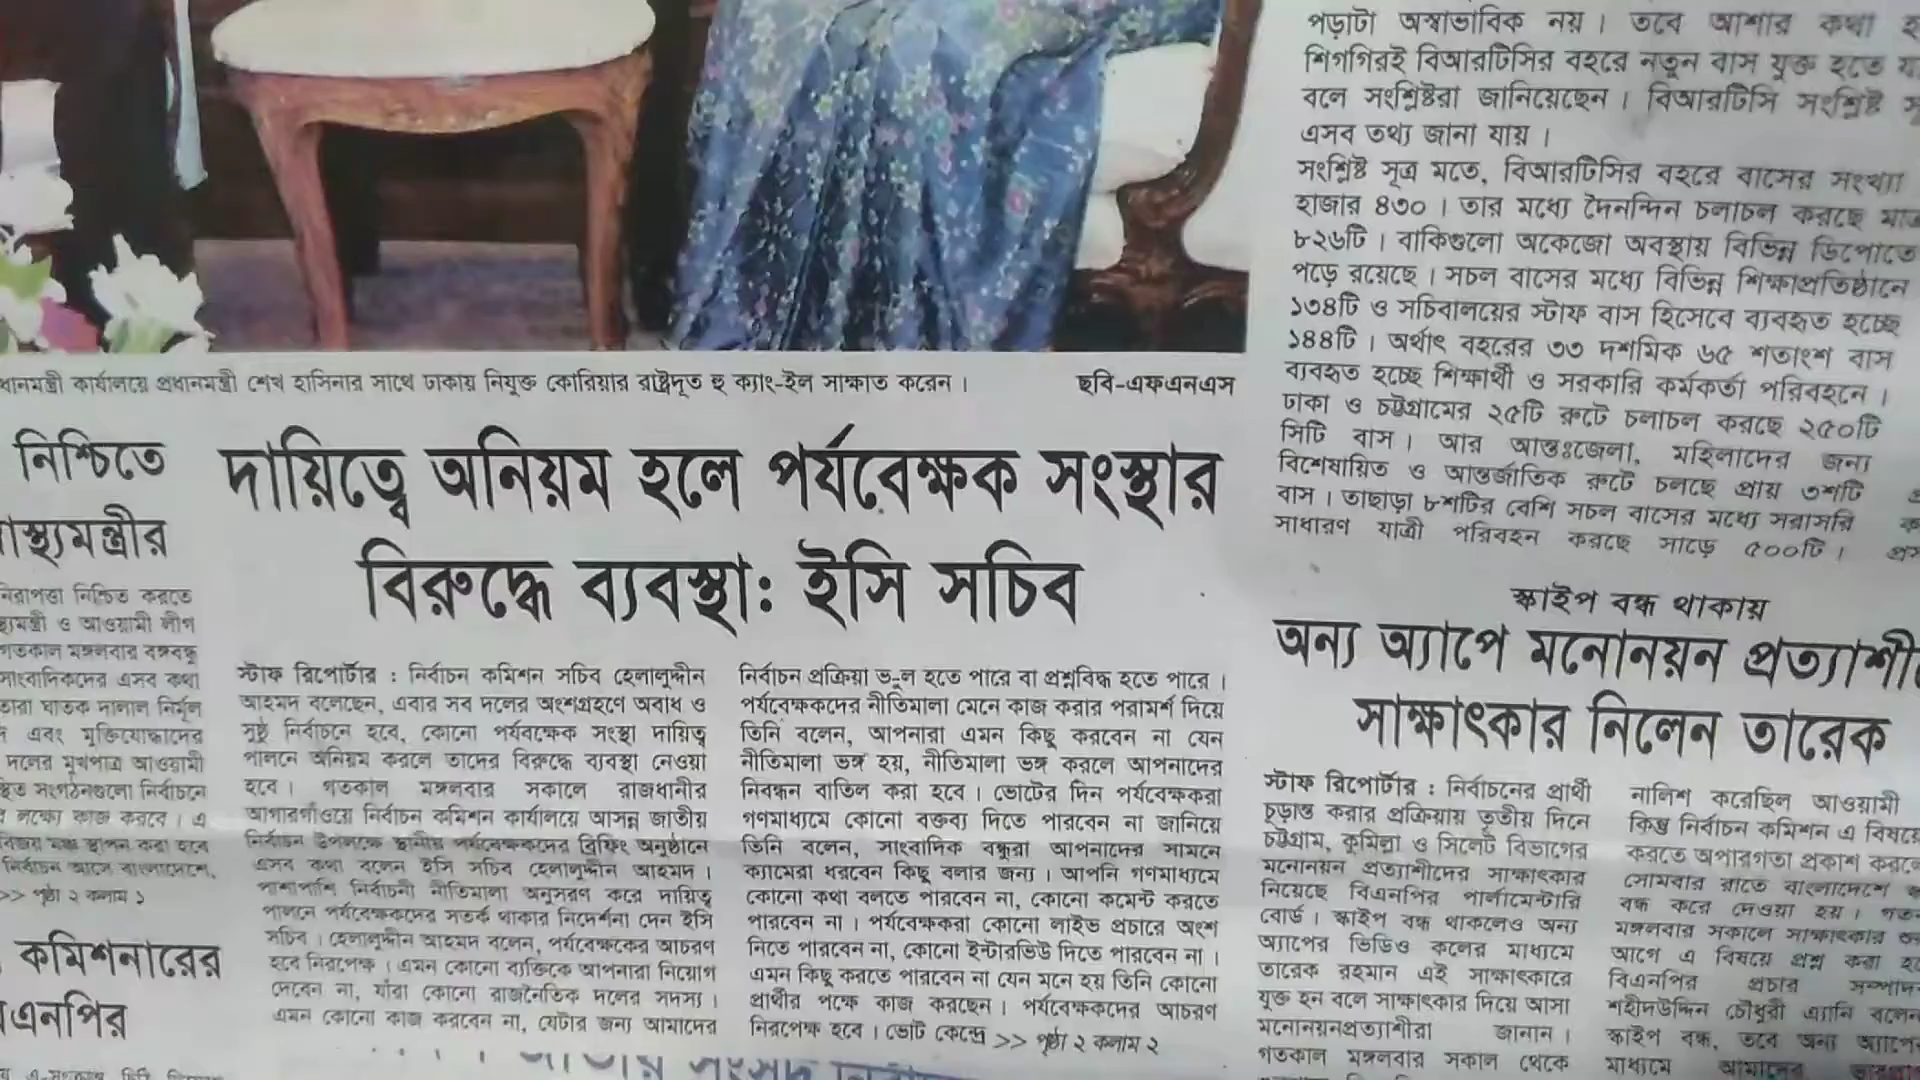 প্রধানমন্ত্রী কার্যালয়ে প্রধানমন্ত্রী শেখ হাসিনার সাথে ঢাকায় নিযুক্ত কোরিয়ার রাষ্ট্রদূত হু ক্যাং-ইল সাক্ষাত করেন।
ছবি-এফএনএস
নিশ্চিতে
কমিশনারের
দায়িত্বে অনিয়ম হলে পর্যবেক্ষক সংস্থার
বিরুদ্ধে ব্যবস্থা: ইসি সচিব
স্টাফ রিপোর্টার : নির্বাচন কমিশন সচিব হেলালুদ্দীন
আহমদ বলেছেন, এবার সব দলের অংশগ্রহণে অবাধ ও
সুষ্ঠু নির্বাচনে হবে, কোনো পর্যবক্ষেক সংস্থা দায়িত্ব
পালনে অনিয়ম করলে তাদের বিরুদ্ধে ব্যবস্থা নেওয়া
হবে। গতকাল মঙ্গলবার সকালে রাজধানীর
আগারগাঁওয়ে নির্বাচন কমিশন কার্যালয়ে আসন্ন জাতীয়
নির্বাচন উপলক্ষে স্থানীয় পর্যবেক্ষকদের ব্রিফিং অনুষ্ঠানে
এসব কথা বলেন ইসি সচিব হেলালুদ্দীন আহমদ।
পাশাপাশি নির্বাচনী নীতিমালা অনুসরণ করে দায়িত্ব
পালনে পর্যবেক্ষকদের সতর্ক থাকার নিদের্শনা দেন ইসি
সচিব। হেলালুদ্দীন আহমদ বলেন, পর্যবেক্ষকের আচরণ
হবে নিরপেক্ষ। এমন কোনো ব্যক্তিকে আপনারা নিয়োগ
দেবেন না, যাঁরা কোনো রাজনৈতিক দলের সদস্য।
এমন কোনো কাজ করবেন না, যেটার জন্য আমাদের
নির্বাচন প্রক্রিয়া ভ-ুল হতে পারে বা প্রশ্নবিদ্ধ হতে পারে।
পর্যবেক্ষকদের নীতিমালা মেনে কাজ করার পরামর্শ দিয়ে
তিনি বলেন, আপনারা এমন কিছু করবেন না যেন
নীতিমালা ভঙ্গ হয়, নীতিমালা ভঙ্গ করলে আপনাদের
নিবন্ধন বাতিল করা হবে। ভোটের দিন পর্যবেক্ষকরা
গণমাধ্যমে কোনো বক্তব্য দিতে পারবেন না জানিয়ে
তিনি বলেন, সাংবাদিক বন্ধুরা আপনাদের সামনে
ক্যামেরা ধরবেন কিছু বলার জন্য। আপনি গণমাধ্যমে
কোনো কথা বলতে পারবেন না, কোনো কমেন্ট করতে
পারবেন না। পর্যবেক্ষকরা কোনো লাইভ প্রচারে অংশ
নিতে পারবেন না, কোনো ইন্টারভিউ দিতে পারবেন না।
এমন কিছু করতে পারবেন না যেন মনে হয় তিনি কোনো
প্রার্থীর পক্ষে কাজ করছেন। পর্যবেক্ষকদের আচরণ
নিরপেক্ষ হবে। ভোট কেন্দ্রে >> পৃষ্ঠা ২ কলাম ২
নিরাপত্তা নিশ্চিত করতে
ও আওয়ামী লীগ
গতকাল মঙ্গলবার বঙ্গবন্ধু
সাংবাদিকদের এসব কথা
ঘাতক দালাল নির্মূল
এবং মুক্তিযোদ্ধাদের
দলের মুখপাত্র আওয়ামী
সংগঠনগুলো নির্বাচনে
লক্ষ্যে কাজ করবে। এ
বিজয় মঞ্চ স্থাপন করা হবে
নির্বাচন আসে বাংলাদেশে,
>> পৃষ্ঠা ২ কলাম ১
পড়াটা অস্বাভাবিক নয়। তবে আশার কথা
শিগগিরই বিআরটিসির বহরে নতুন বাস যুক্ত হতে
বলে সংশ্লিষ্টরা জানিয়েছেন। বিআরটিসি সংশ্লিষ্ট
এসব তথ্য জানা যায়।
সংশ্লিষ্ট সূত্র মতে, বিআরটিসির বহরে বাসের সংখ্যা
হাজার ৪৩০। তার মধ্যে দৈনন্দিন চলাচল করছে মাত্র
৮২৬টি। বাকিগুলো অকেজো অবস্থায় বিভিন্ন ডিপোতে
পড়ে রয়েছে। সচল বাসের মধ্যে বিভিন্ন শিক্ষাপ্রতিষ্ঠানে
১৩৪টি ও সচিবালয়ের স্টাফ বাস হিসেবে ব্যবহৃত হচ্ছে
১৪৪টি। অর্থাৎ বহরের ৩৩ দশমিক ৬৫ শতাংশ বাস
ব্যবহৃত হচ্ছে শিক্ষার্থী ও সরকারি কর্মকর্তা পরিবহনে।
ঢাকা ও চট্টগ্রামের ২৫টি রুটে চলাচল করছে ২৫০টি
সিটি বাস। আর আন্তঃজেলা, মহিলাদের জন্য
বিশেষায়িত ও আন্তর্জাতিক রুটে চলছে প্রায় ৩শটি
বাস। তাছাড়া ৮শটির বেশি সচল বাসের মধ্যে সরাসরি
সাধারণ যাত্রী পরিবহন করছে সাড়ে ৫০০টি।
স্কাইপ বন্ধ থাকায়
অন্য অ্যাপে মনোনয়ন প্রত্যাশী
সাক্ষাৎকার নিলেন তারেক
স্টাফ রিপোর্টার : নির্বাচনের প্রার্থী
চূড়ান্ত করার প্রক্রিয়ায় তৃতীয় দিনে
চট্টগ্রাম, কুমিল্লা ও সিলেট বিভাগের
মনোনয়ন প্রত্যাশীদের সাক্ষাৎকার
নিয়েছে বিএনপির পার্লামেন্টারি
বোর্ড। স্কাইপ বন্ধ থাকলেও অন্য
অ্যাপের ভিডিও কলের মাধ্যমে
তারেক রহমান এই সাক্ষাৎকারে
যুক্ত হন বলে সাক্ষাৎকার দিয়ে আসা
মনোনয়নপ্রত্যাশীরা জানান।
গতকাল মঙ্গলবার সকাল থেকে
নালিশ করেছিল আওয়ামী
কিন্তু নির্বাচন কমিশন এ বিষয়ে
করতে অপারগতা প্রকাশ করলে
সোমবার রাতে বাংলাদেশে
বন্ধ করে দেওয়া হয়।
মঙ্গলবার সকালে সাক্ষাৎকার
আগে এ বিষয়ে প্রশ্ন করা
বিএনপির প্রচার
শহীদউদ্দিন চৌধুরী এ্যানি বলেন
স্কাইপ বন্ধ, তবে অন্য অ্যাপের
মাধ্যমে আমাদের